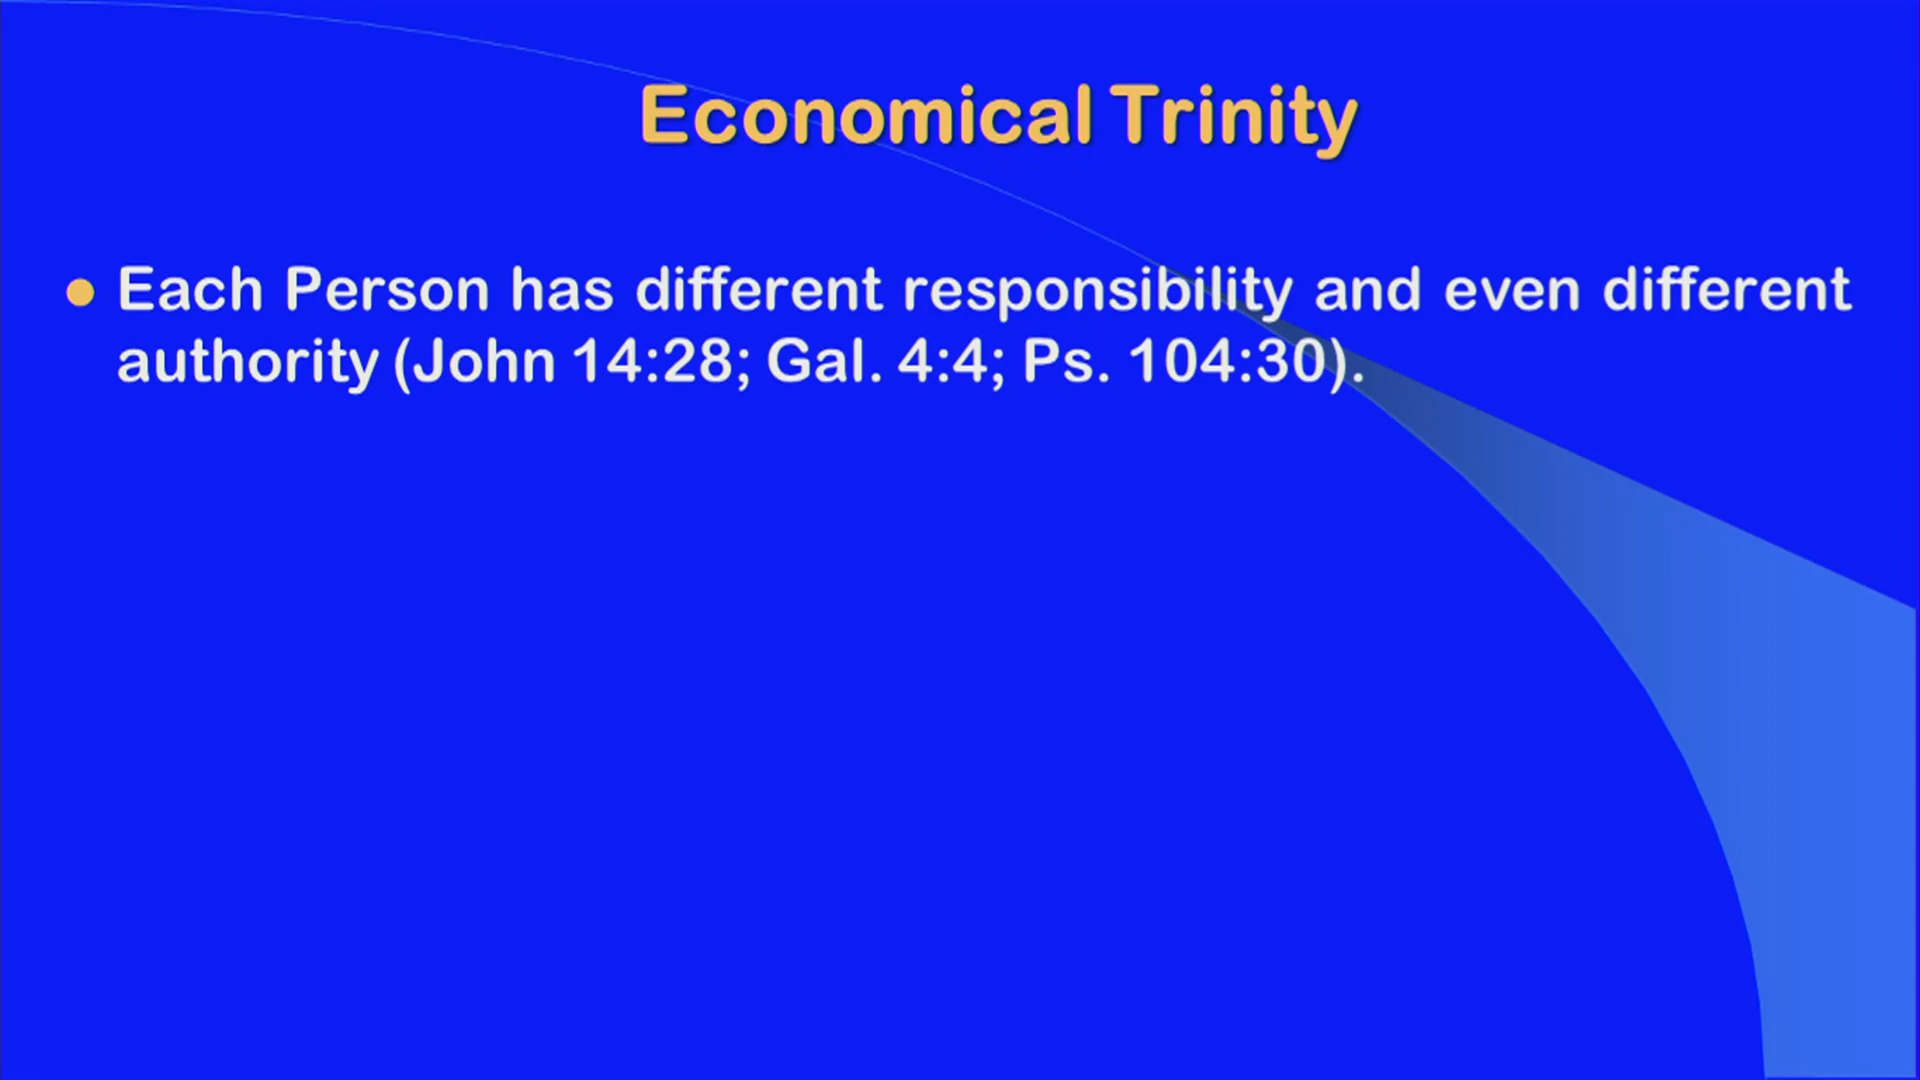 Economical Trinity
Each Person has different responsibility and even different
authority (John 14:28; Gal. 4:4; Ps. 104:30).